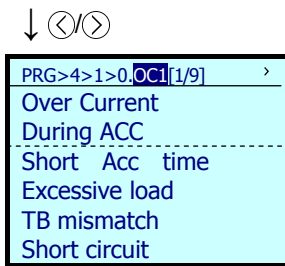 ↓ < / >
PRG>4>1>0.OC1[1/9] >
Over Current
During ACC
Short Acc time
Excessive load
TB mismatch
Short circuit